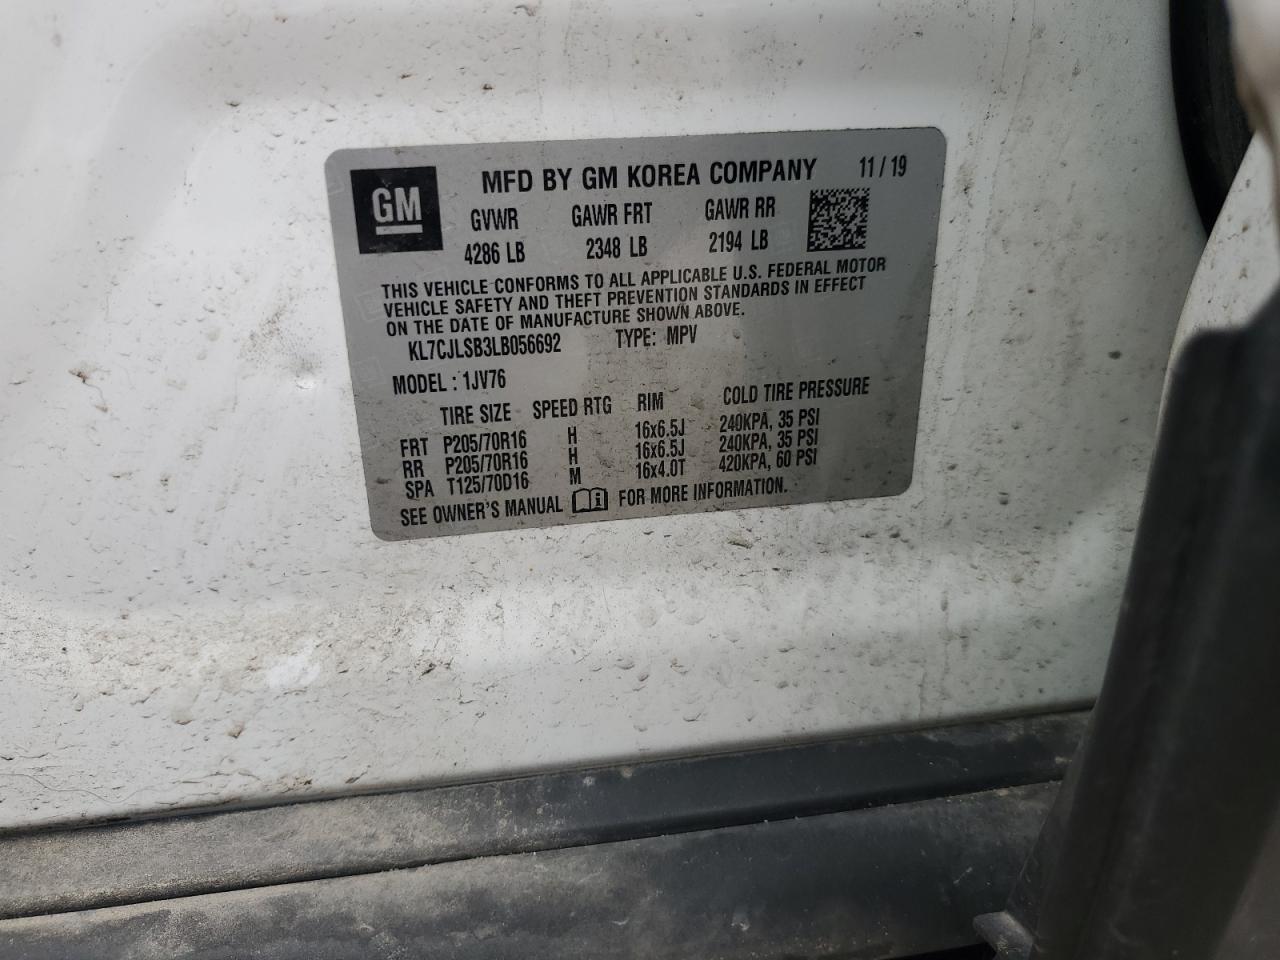 GM
MFD BY GM KOREA COMPANY 11 / 19
GVWR GAWR FRT GAWR RR
4286 LB 2348 LB 2194 LB
THIS VEHICLE CONFORMS TO ALL APPLICABLE U.S. FEDERAL MOTOR
VEHICLE SAFETY AND THEFT PREVENTION STANDARDS IN EFFECT
ON THE DATE OF MANUFACTURE SHOWN ABOVE.
KL7CJLSB3LB056692 TYPE: MPV
MODEL : 1JV76
TIRE SIZE SPEED RTG RIM COLD TIRE PRESSURE
FRT P205/70R16 H 16x6.5J 240KPA, 35 PSI
RR P205/70R16 H 16x6.5J 240KPA, 35 PSI
SPA T125/70D16 M 16x4.0T 420KPA, 60 PSI
SEE OWNER'S MANUAL FOR MORE INFORMATION.